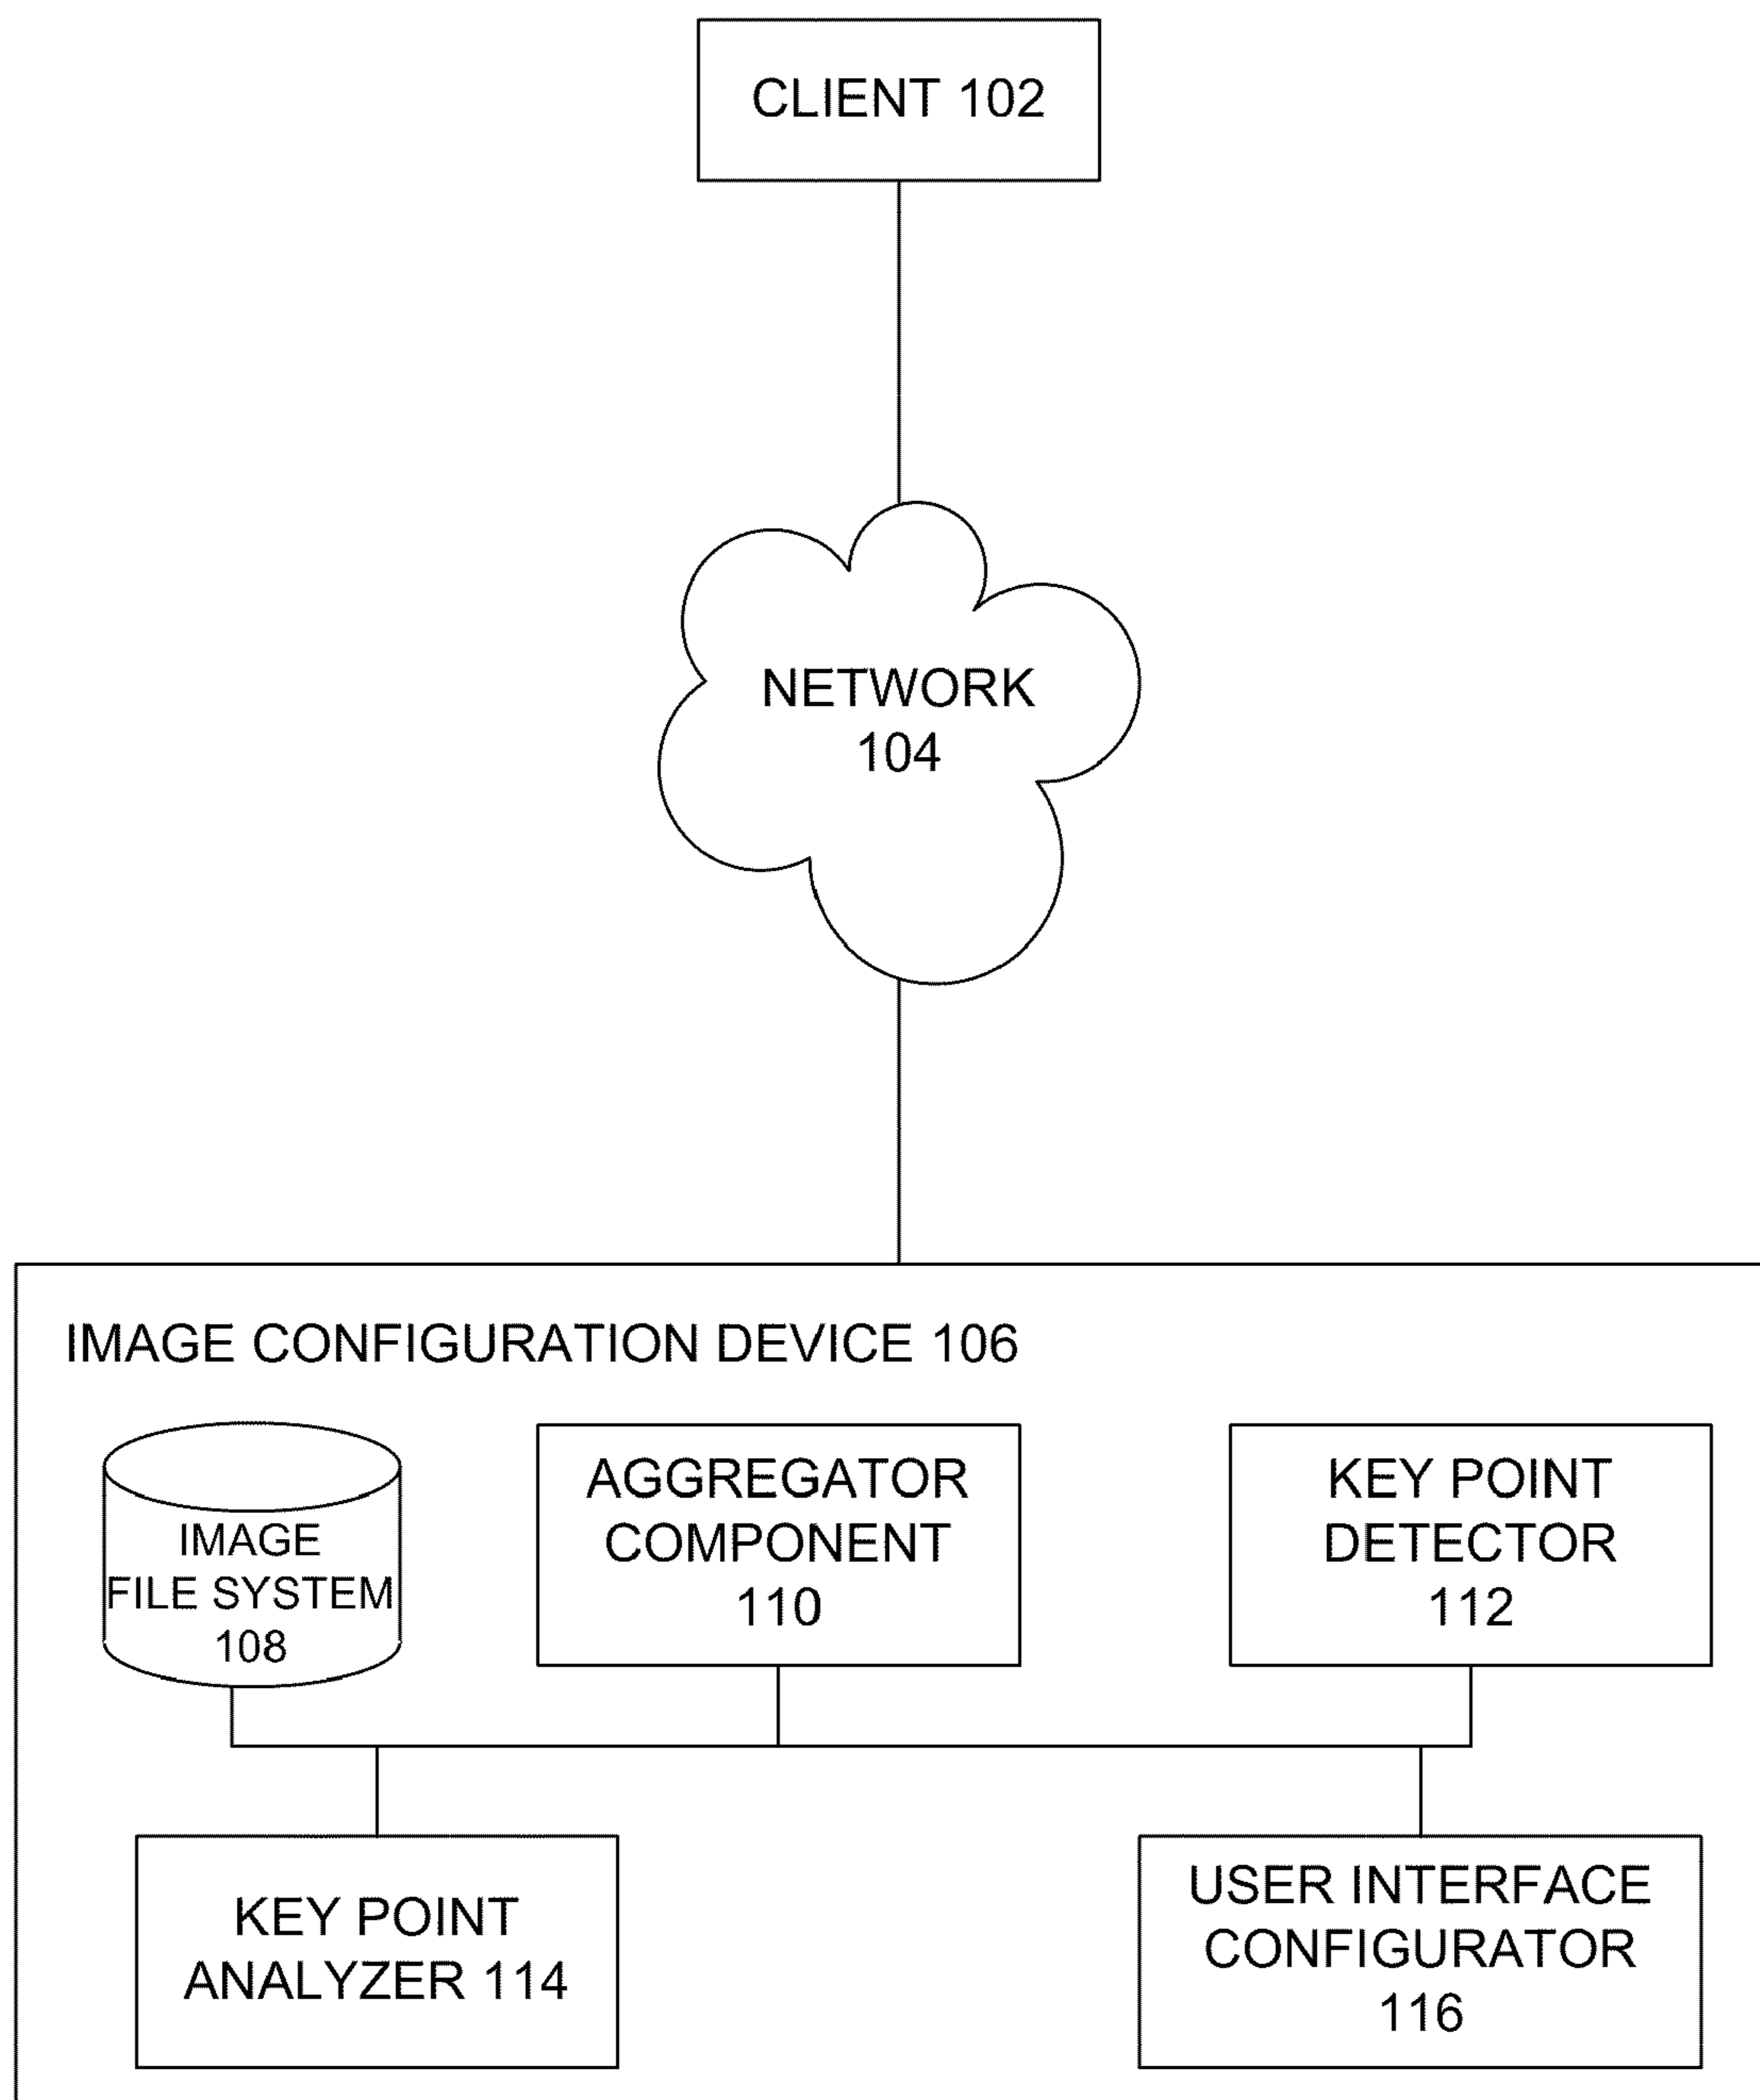 CLIENT 102
NETWORK
104
IMAGE CONFIGURATION DEVICE 106
IMAGE
FILE SYSTEM
108
AGGREGATOR
COMPONENT
110
KEY POINT
DETECTOR
112
KEY POINT
ANALYZER 114
USER INTERFACE
CONFIGURATOR
116